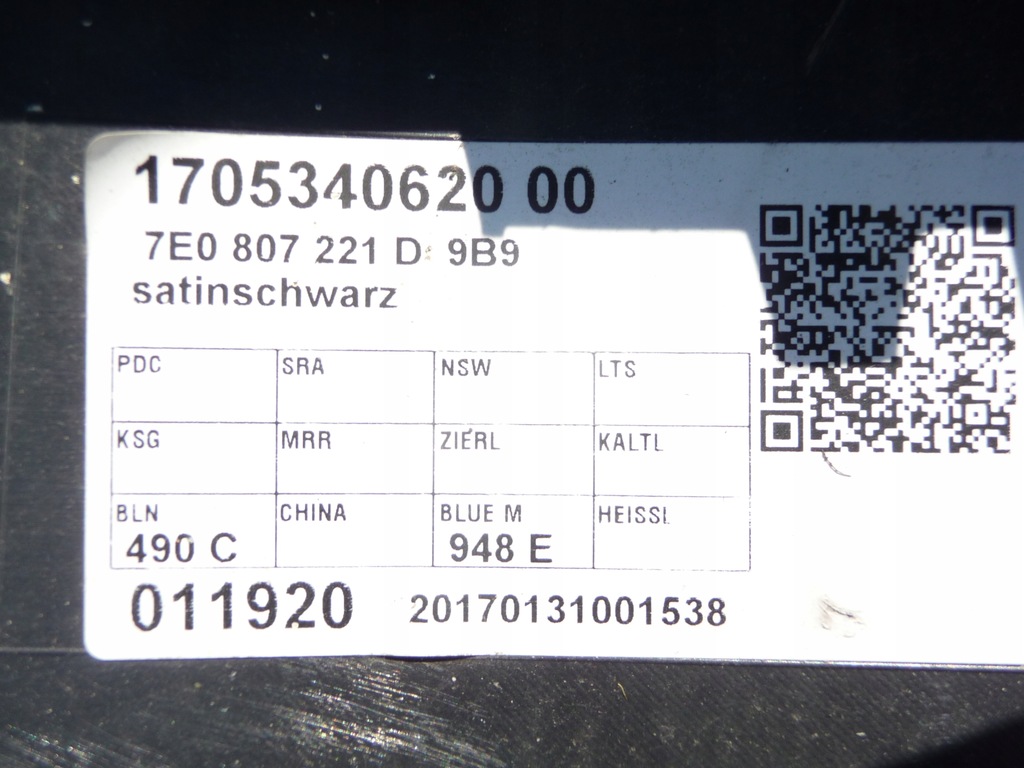 1705340620 00
7E0 807 221 D 9B9
satinschwarz
PDC SRA NSW LTS
KSG MRR ZIERL KALTL
BLN CHINA BLUE M HEISSL
490 C 948 E
011920 20170131001538